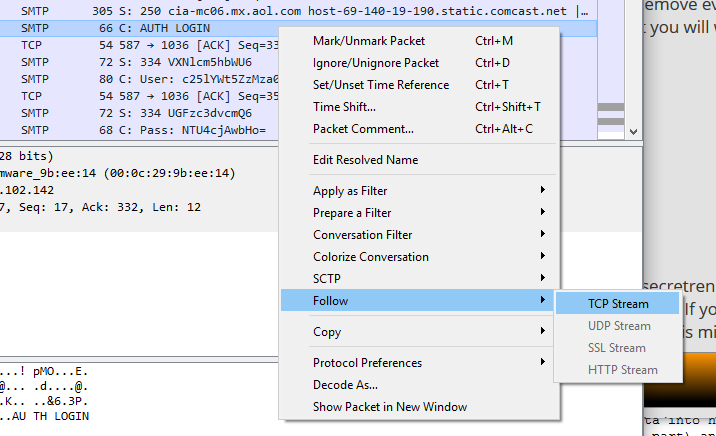 SMTP 305 S: 250 cia-mc06.mx.aol.com host-69-140-19-190.static.comcast.net |…
SMTP 66 C: AUTH LOGIN
TCP 54 587 → 1036 [ACK] Seq=33
SMTP 72 S: 334 VXNlcm5hbWU6
SMTP 80 C: User: c25lYWt5ZzMza0
TCP 54 587 → 1036 [ACK] Seq=35
SMTP 72 S: 334 UGFzc3dvcmQ6
SMTP 68 C: Pass: NTU4cjAwbHo=
28 bits)
mware_9b:ee:14 (00:0c:29:9b:ee:14)
.102.142
7, Seq: 17, Ack: 332, Len: 12
...! pMO...E.
@... .d....@.
.K.. ..&6.3P.
..AU TH LOGIN
Mark/Unmark Packet Ctrl+M
Ignore/Unignore Packet Ctrl+D
Set/Unset Time Reference Ctrl+T
Time Shift... Ctrl+Shift+T
Packet Comment... Ctrl+Alt+C
Edit Resolved Name
Apply as Filter
Prepare a Filter
Conversation Filter
Colorize Conversation
SCTP
Follow
Copy
Protocol Preferences
Decode As...
Show Packet in New Window
TCP Stream
UDP Stream
SSL Stream
HTTP Stream
emove ev
t you will w
secretren
If yo
is mi